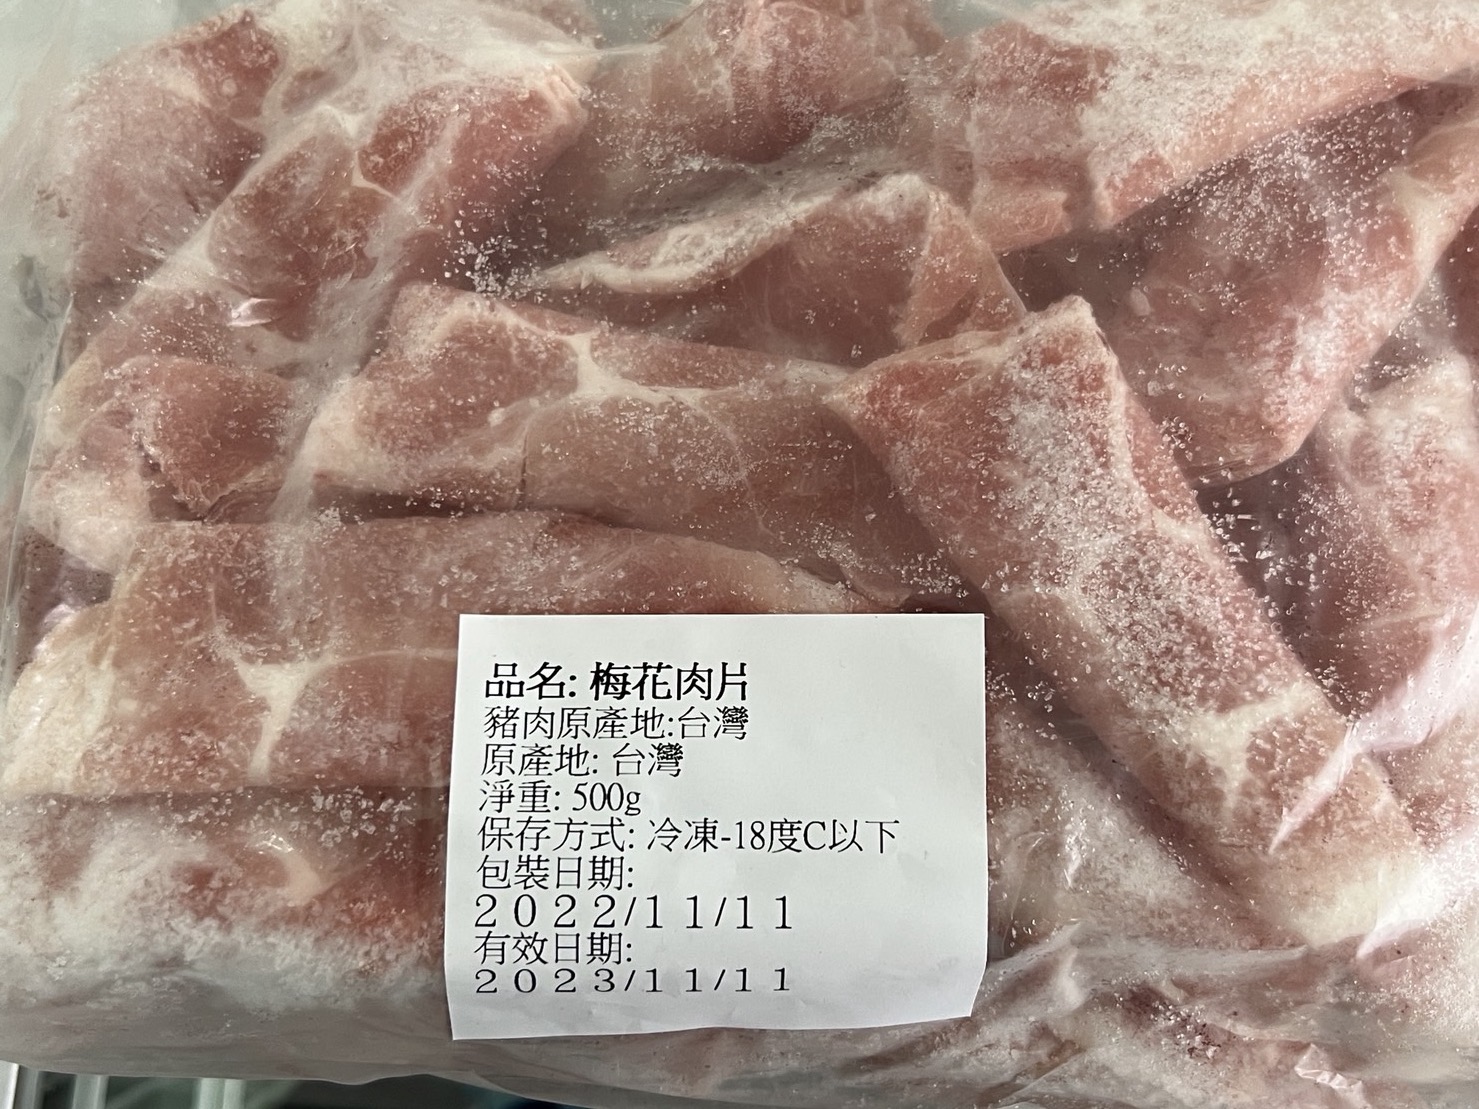 品名: 梅花肉片
豬肉原產地:台灣
原產地: 台灣
淨重: 500g
保存方式: 冷凍-18度C以下
包裝日期:
2022/11/11
有效日期:
2023/11/11